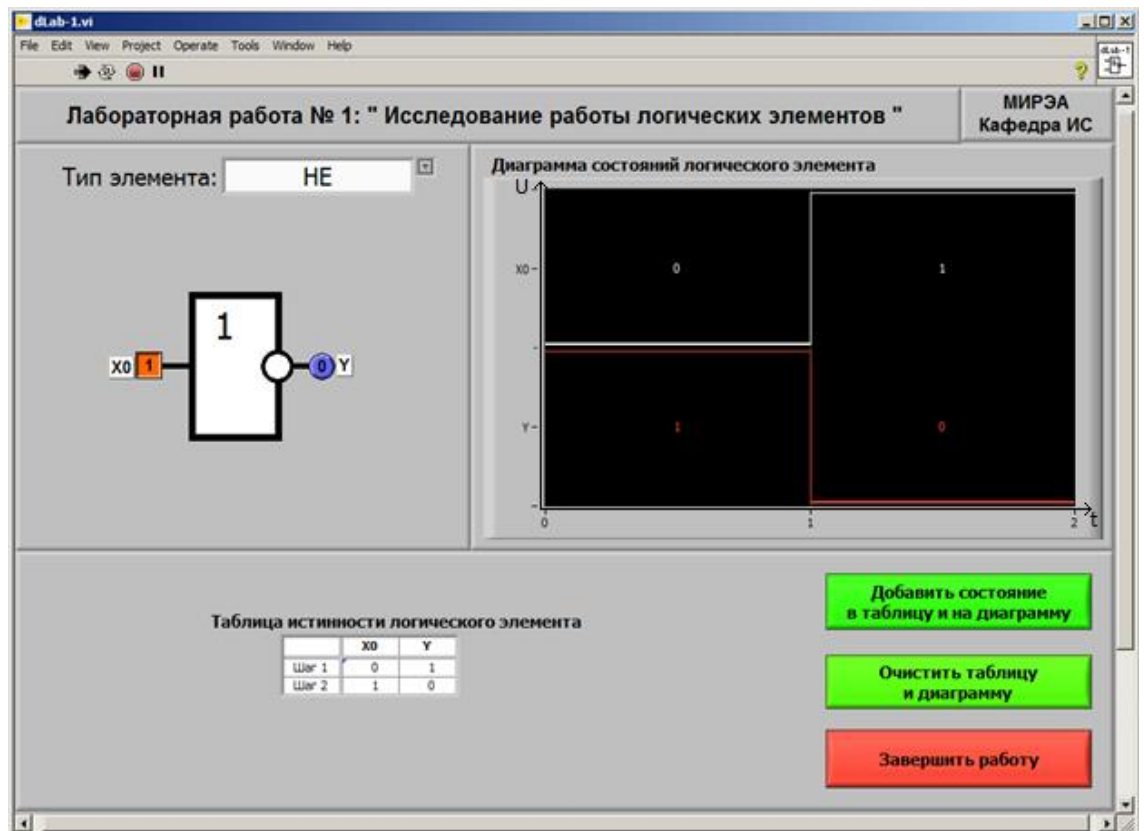 dLab-1.vi
File Edit View Project Operate Tools Window Help
dLab-1
Лабораторная работа № 1: " Исследование работы логических элементов "
МИРЭА
Кафедра ИС
Тип элемента: НЕ
1
X0 1
0 Y
Диаграмма состояний логического элемента
U
X0
0 1
Y
1 0
0 1 2 t
Таблица истинности логического элемента
X0 Y
Шаг 1 0 1
Шаг 2 1 0
Добавить состояние
в таблицу и на диаграмму
Очистить таблицу
и диаграмму
Завершить работу